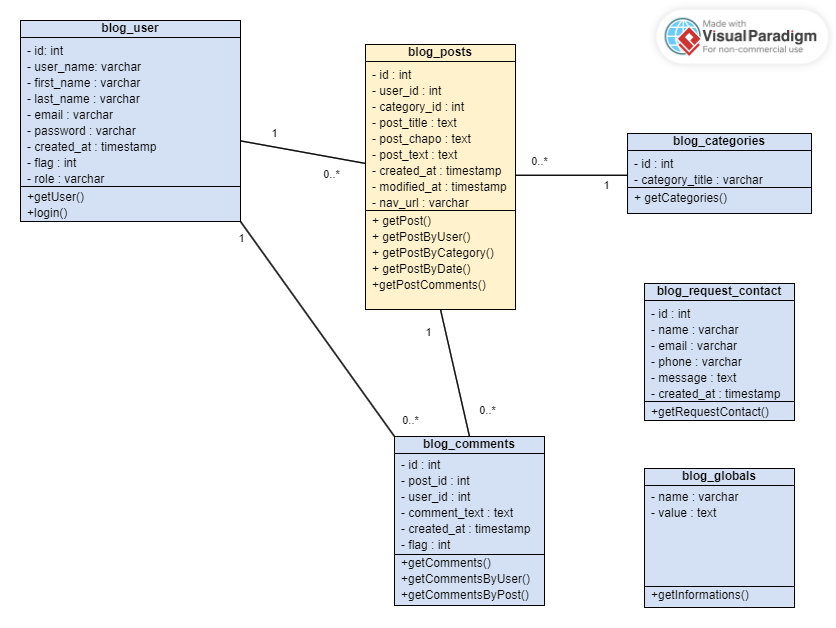 blog_user
- id: int
- user_name: varchar
- first_name : varchar
- last_name : varchar
- email : varchar
- password : varchar
- created_at : timestamp
- flag : int
- role : varchar
+getUser()
+login()
1
0..*
1
blog_posts
- id : int
- user_id : int
- category_id : int
- post_title : text
- post_chapo : text
- post_text : text
- created_at : timestamp
- modified_at : timestamp
- nav_url : varchar
+ getPost()
+ getPostByUser()
+ getPostByCategory()
+ getPostByDate()
+getPostComments()
0..*
1
1
0..*
0..*
Made with
VisualParadigm
For non-commercial use
blog_categories
- id : int
- category_title : varchar
+ getCategories()
blog_request_contact
- id : int
- name : varchar
- email : varchar
- phone : varchar
- message : text
- created_at : timestamp
+getRequestContact()
blog_comments
- id : int
- post_id : int
- user_id : int
- comment_text : text
- created_at : timestamp
- flag : int
+getComments()
+getCommentsByUser()
+getCommentsByPost()
blog_globals
- name : varchar
- value : text
+getInformations()